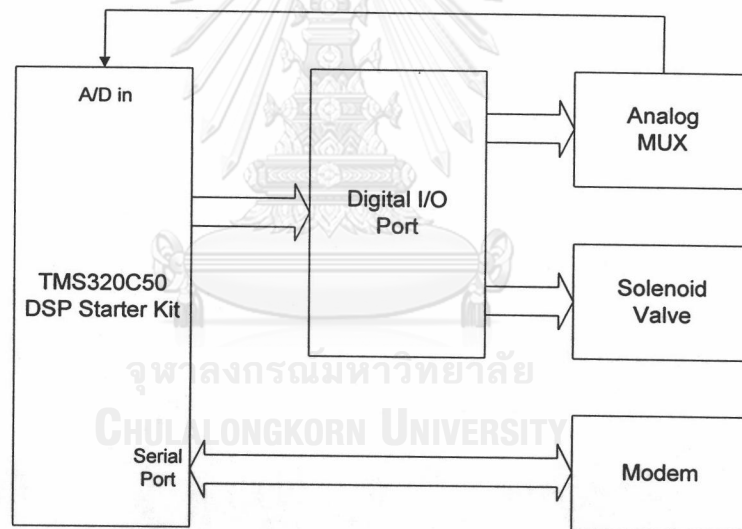 A/D in
TMS320C50
DSP Starter Kit
Serial
Port
Digital I/O
Port
Analog
MUX
Solenoid
Valve
Modem
จุฬาลงกรณ์มหาวิทยาลัย
CHULALONGKORN UNIVERSITY